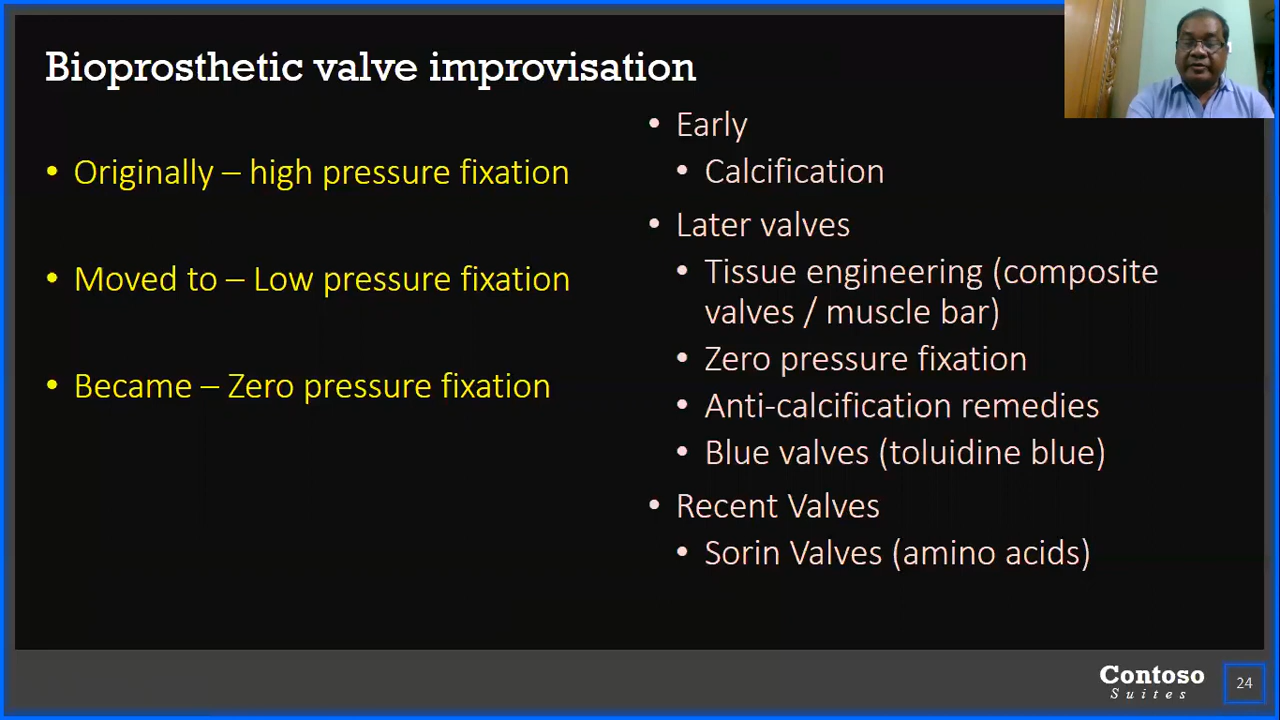 Bioprosthetic valve improvisation
• Originally – high pressure fixation
• Moved to – Low pressure fixation
• Became – Zero pressure fixation
• Early
• Calcification
• Later valves
• Tissue engineering (composite
valves / muscle bar)
• Zero pressure fixation
• Anti-calcification remedies
• Blue valves (toluidine blue)
• Recent Valves
• Sorin Valves (amino acids)
Contoso
Suites
24